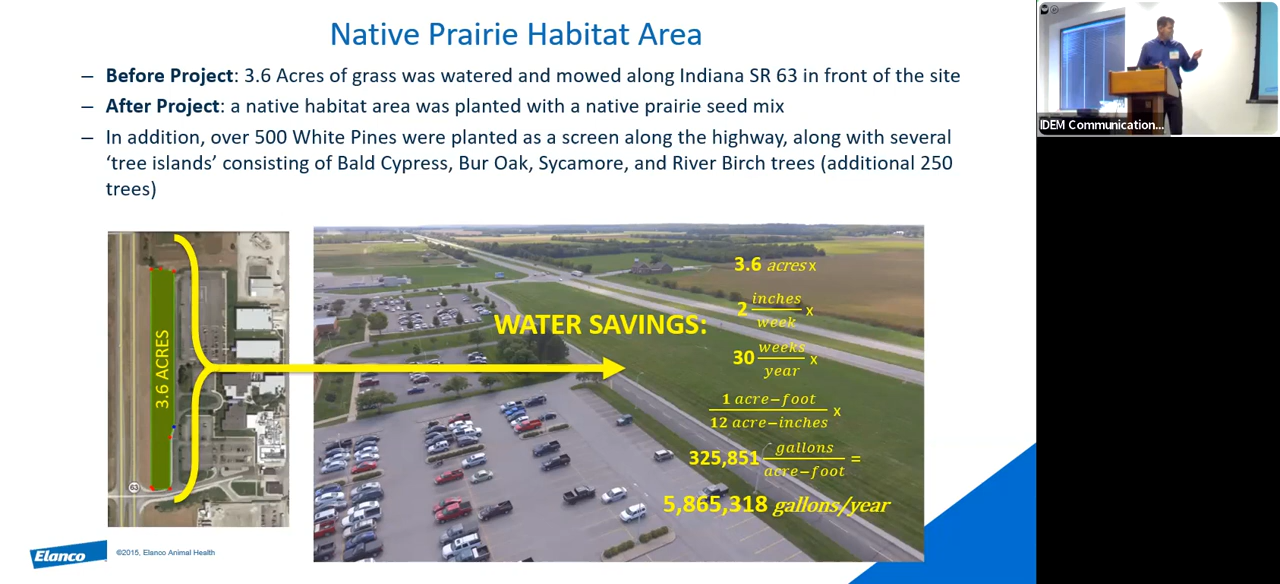 Native Prairie Habitat Area
– Before Project: 3.6 Acres of grass was watered and mowed along Indiana SR 63 in front of the site
– After Project: a native habitat area was planted with a native prairie seed mix
– In addition, over 500 White Pines were planted as a screen along the highway, along with several
‘tree islands’ consisting of Bald Cypress, Bur Oak, Sycamore, and River Birch trees (additional 250
trees)
3.6 ACRES
63
WATER SAVINGS:
3.6 acres x
2 inches/week x
30 weeks/year x
1 acre−foot/12 acre−inches x
325,851 gallons/acre−foot =
5,865,318 gallons/year
Elanco
©2015, Elanco Animal Health
IDEM Communication...